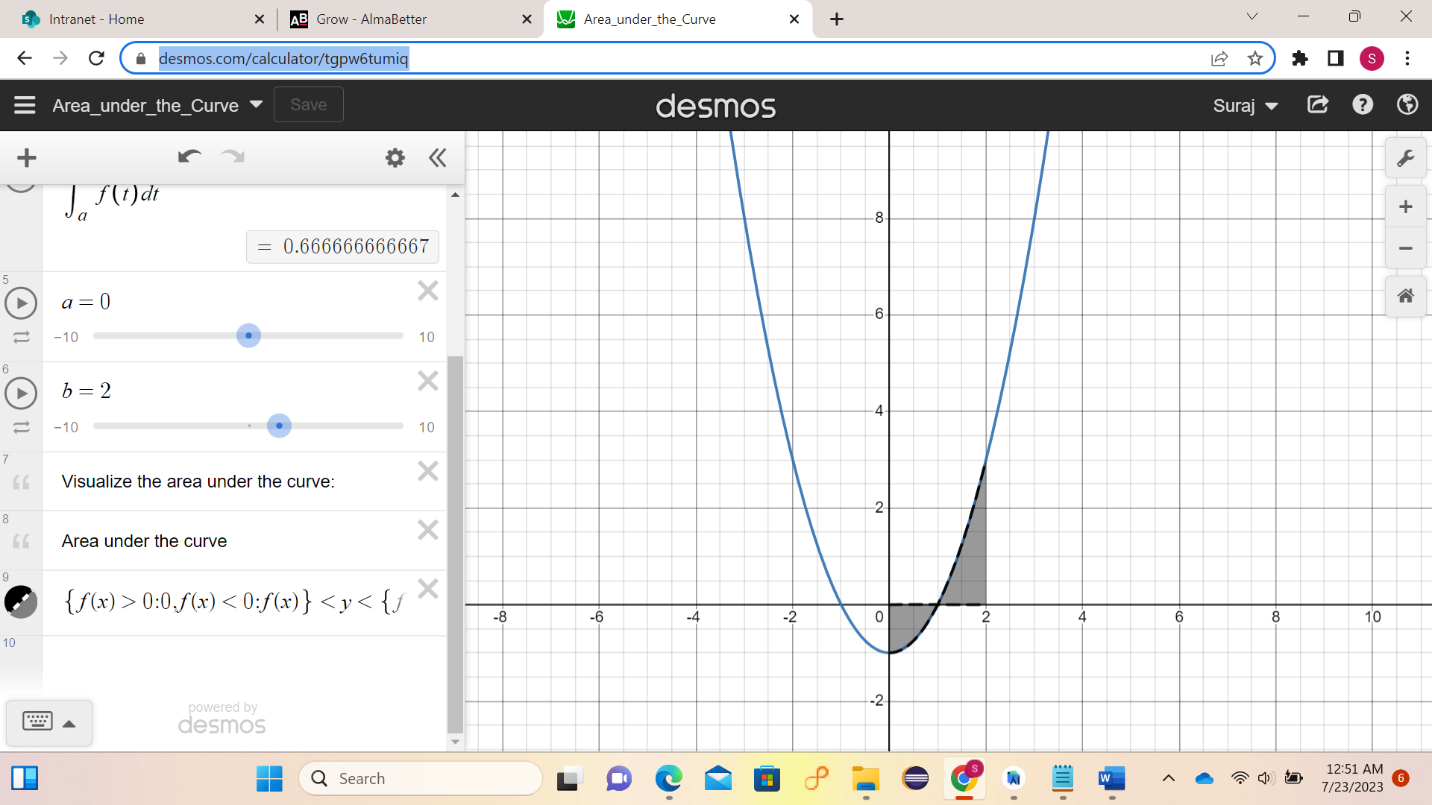 Intranet - Home
Grow - AlmaBetter
Area_under_the_Curve
desmos.com/calculator/tgpw6tumiq
S
Area_under_the_Curve
Save
desmos
Suraj
∫a f(t)dt
= 0.666666666667
5
a = 0
-10
10
6
b = 2
-10
10
7
Visualize the area under the curve:
8
Area under the curve
9
{f(x) > 0:0,f(x) < 0:f(x)} < y < {f
10
powered by
desmos
8
6
4
2
-8
-6
-4
-2
0
2
4
6
8
10
-2
Search
S
12:51 AM
7/23/2023
6